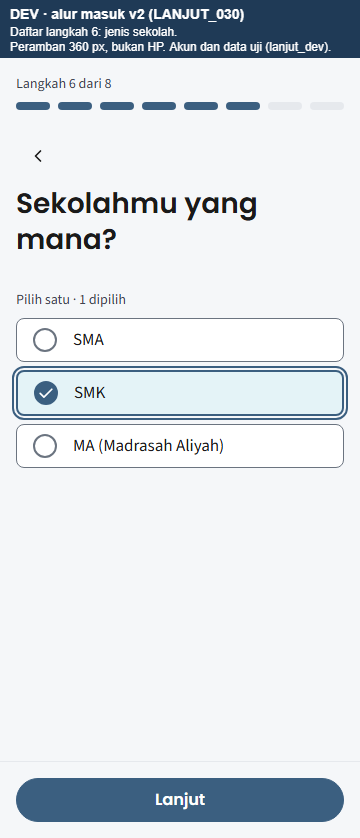 DEV · alur masuk v2 (LANJUT_030)
Daftar langkah 6: jenis sekolah.
Peramban 360 px, bukan HP. Akun dan data uji (lanjut_dev).
Langkah 6 dari 8
Sekolahmu yang
mana?
Pilih satu · 1 dipilih
SMA
SMK
MA (Madrasah Aliyah)
Lanjut